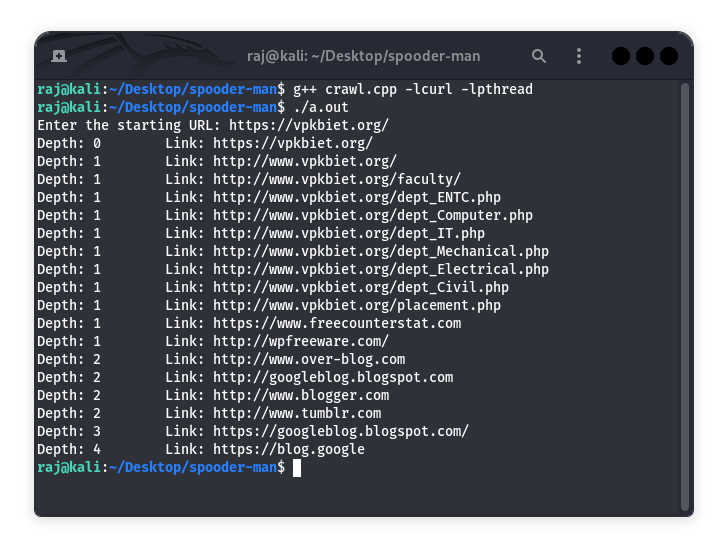 raj@kali: ~/Desktop/spooder-man
raj@kali:~/Desktop/spooder-man$ g++ crawl.cpp -lcurl -lpthread
raj@kali:~/Desktop/spooder-man$ ./a.out
Enter the starting URL: https://vpkbiet.org/
Depth: 0        Link: https://vpkbiet.org/
Depth: 1        Link: http://www.vpkbiet.org/
Depth: 1        Link: http://www.vpkbiet.org/faculty/
Depth: 1        Link: http://www.vpkbiet.org/dept_ENTC.php
Depth: 1        Link: http://www.vpkbiet.org/dept_Computer.php
Depth: 1        Link: http://www.vpkbiet.org/dept_IT.php
Depth: 1        Link: http://www.vpkbiet.org/dept_Mechanical.php
Depth: 1        Link: http://www.vpkbiet.org/dept_Electrical.php
Depth: 1        Link: http://www.vpkbiet.org/dept_Civil.php
Depth: 1        Link: http://www.vpkbiet.org/placement.php
Depth: 1        Link: https://www.freecounterstat.com
Depth: 1        Link: http://wpfreeware.com/
Depth: 2        Link: http://www.over-blog.com
Depth: 2        Link: http://googleblog.blogspot.com
Depth: 2        Link: http://www.blogger.com
Depth: 2        Link: http://www.tumblr.com
Depth: 3        Link: https://googleblog.blogspot.com/
Depth: 4        Link: https://blog.google
raj@kali:~/Desktop/spooder-man$